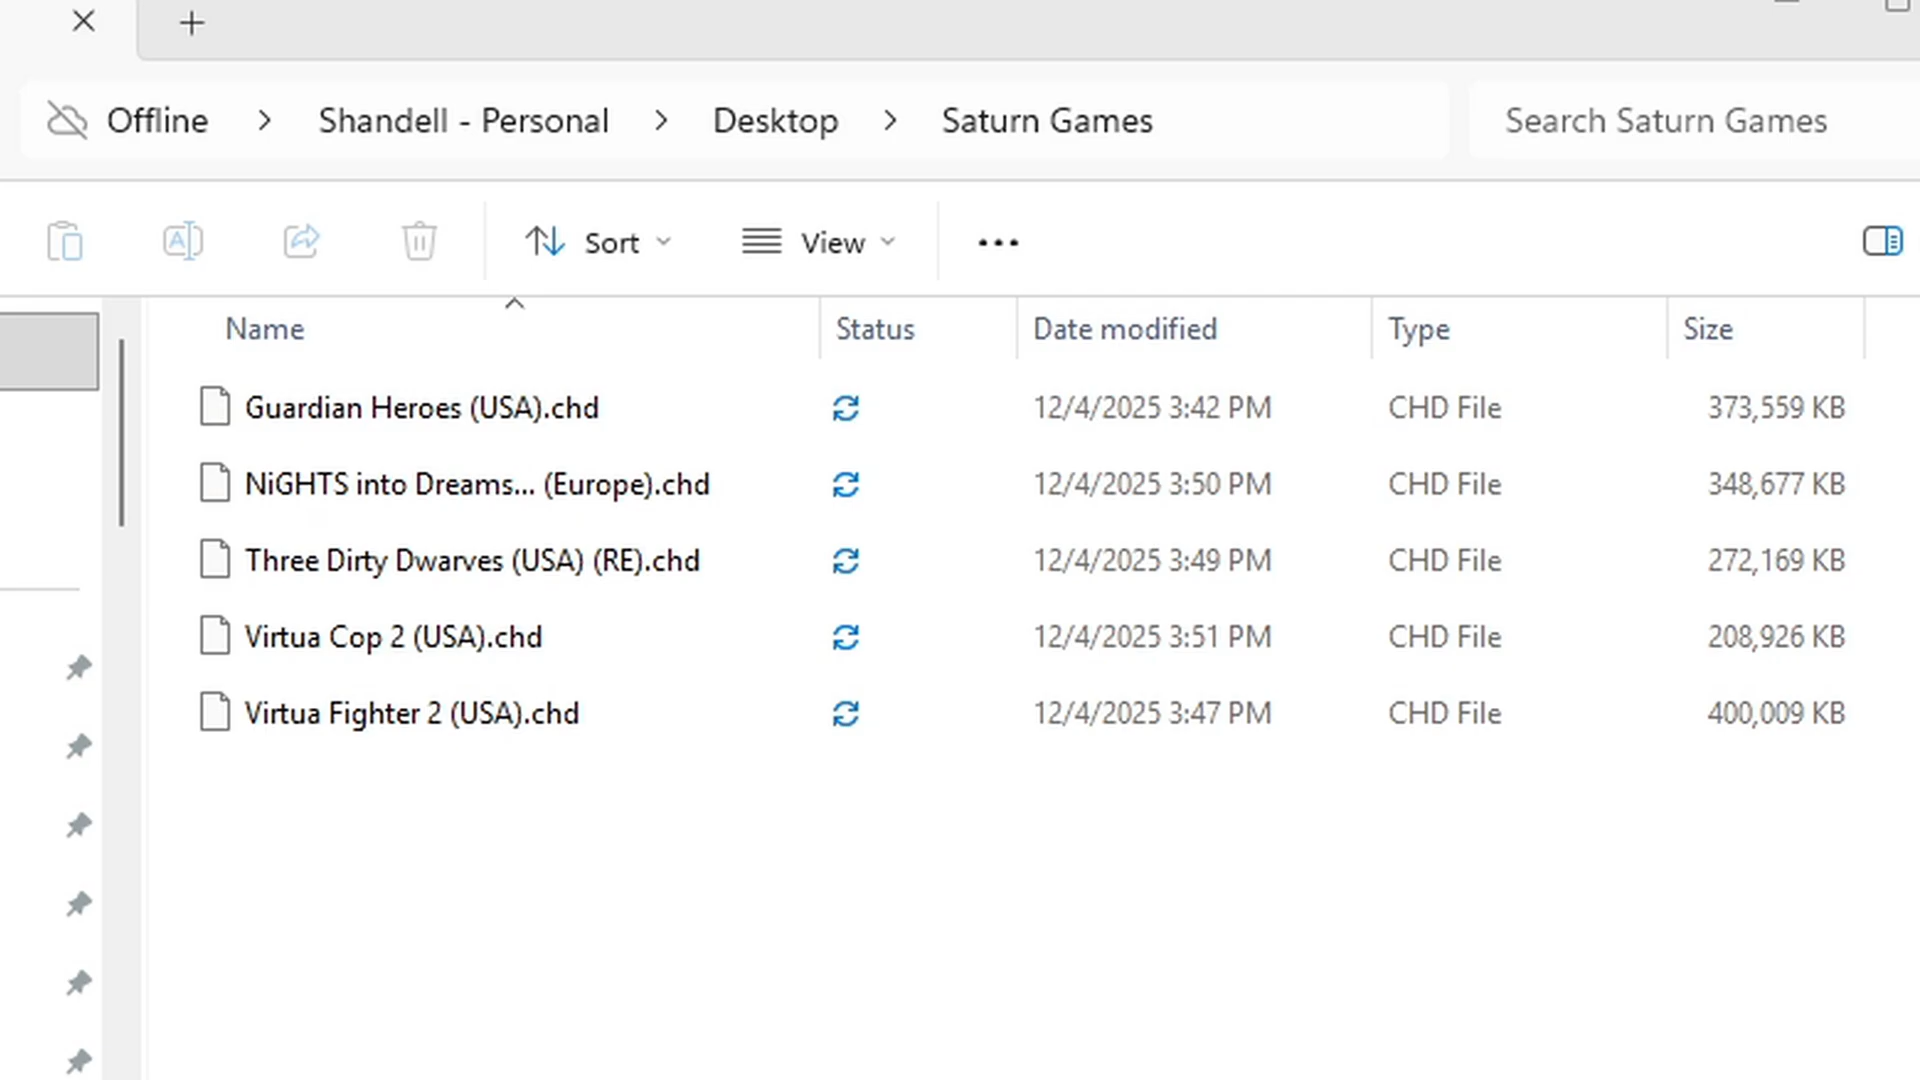 Offline > Shandell - Personal > Desktop > Saturn Games Search Saturn Games
Sort View ...
Name Status Date modified Type Size
Guardian Heroes (USA).chd 12/4/2025 3:42 PM CHD File 373,559 KB
NiGHTS into Dreams... (Europe).chd 12/4/2025 3:50 PM CHD File 348,677 KB
Three Dirty Dwarves (USA) (RE).chd 12/4/2025 3:49 PM CHD File 272,169 KB
Virtua Cop 2 (USA).chd 12/4/2025 3:51 PM CHD File 208,926 KB
Virtua Fighter 2 (USA).chd 12/4/2025 3:47 PM CHD File 400,009 KB